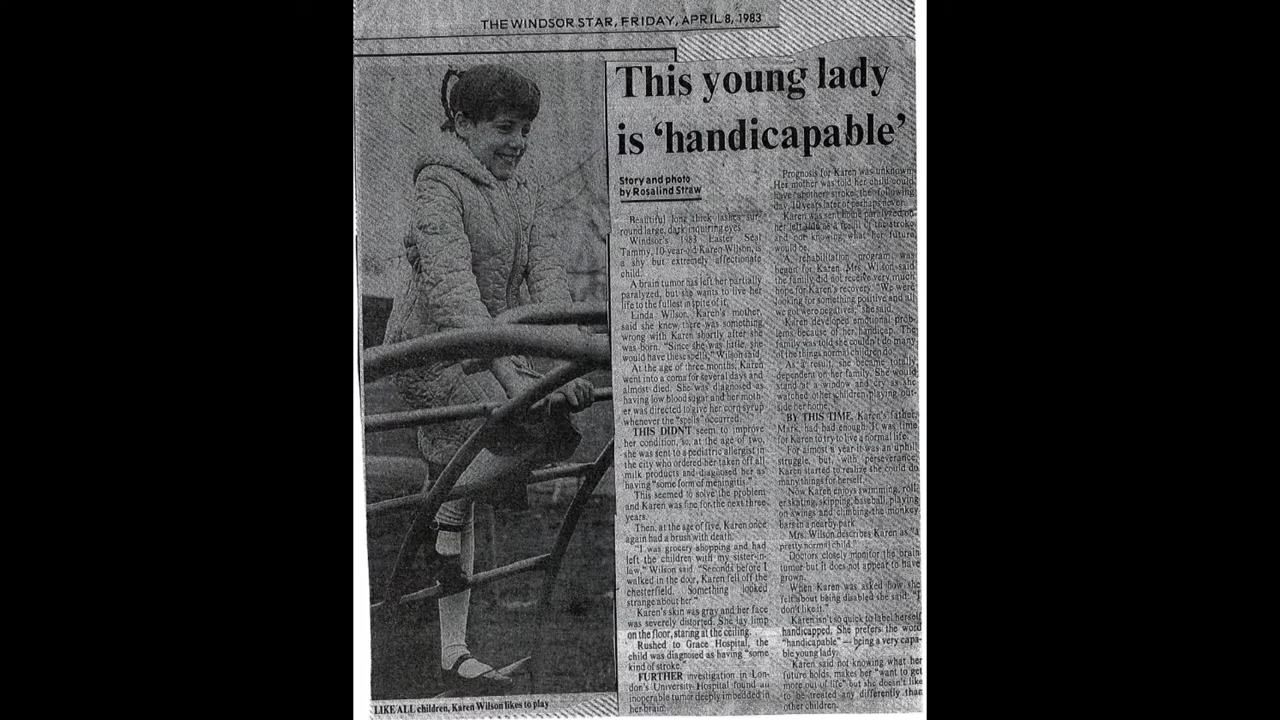 THE WINDSOR STAR, FRIDAY, APRIL 8, 1983
This young lady
is ‘handicapable’
Story and photo
by Rosalind Straw
Beautiful long thick lashes sur-
round large, dark inquiring eyes.
Windsor's 1983 Easter Seal
Tammy, 10-year-old Karen Wilson, is
a shy but extremely affectionate
child.
A brain tumor has left her partially
paralyzed, but she wants to live her
life to the fullest in spite of it.
Linda Wilson, Karen's mother,
said she knew there was something
wrong with Karen shortly after she
was born. "Since she was little, she
would have these spells," Wilson said.
At the age of three months, Karen
went into a coma for several days and
almost died. She was diagnosed as
having low blood sugar and her moth-
er was directed to give her corn syrup
whenever the "spells" occurred.
THIS DIDN'T seem to improve
her condition, so, at the age of two,
she was sent to a pediatric allergist in
the city who ordered her taken off all
milk products and diagnosed her as
having "some form of meningitis."
This seemed to solve the problem
and Karen was fine for the next three
years.
Then, at the age of five, Karen once
again had a brush with death.
"I was grocery shopping and had
left the children with my sister-in-
law," Wilson said. "Seconds before I
walked in the door, Karen fell off the
chesterfield. Something looked
strange about her."
Karen's skin was gray and her face
was severely distorted. She lay limp
on the floor, staring at the ceiling.
Rushed to Grace Hospital, the
child was diagnosed as having "some
kind of stroke."
FURTHER investigation in Lon-
don's University Hospital found an
inoperable tumor deeply imbedded in
her brain.
Prognosis for Karen was unknown.
Her mother was told her child could
have another stroke the following
day, 10 years later or perhaps never.
Karen was sent home paralyzed on
her left side as a result of the stroke
and not knowing what her future
would be.
A rehabilitation program was
begun for Karen. Mrs. Wilson said
the family did not receive very much
hope for Karen's recovery. "We were
looking for something positive and all
we got were negatives," she said.
Karen developed emotional prob-
lems because of her handicap. The
family was told she couldn't do many
of the things normal children do.
As a result, she became totally
dependent on her family. She would
stand at a window and cry as she
watched other children playing out-
side her home.
BY THIS TIME, Karen's father,
Mark, had had enough. It was time
for Karen to try to live a normal life.
For almost a year it was an uphill
struggle, but, with perseverance,
Karen started to realize she could do
many things for herself.
Now Karen enjoys swimming, roll-
er skating, skipping, baseball, playing
on swings and climbing the monkey
bars in a nearby park.
Mrs. Wilson describes Karen as "a
pretty normal child."
Doctors closely monitor the brain
tumor but it does not appear to have
grown.
When Karen was asked how she
felt about being disabled she said: "I
don't like it."
Karen isn't so quick to label herself
handicapped. She prefers the word
"handicapable" — being a very capa-
ble young lady.
Karen said not knowing what her
future holds, makes her "want to get
more out of life" but she doesn't like
to be treated any differently than
other children.
LIKE ALL children, Karen Wilson likes to play